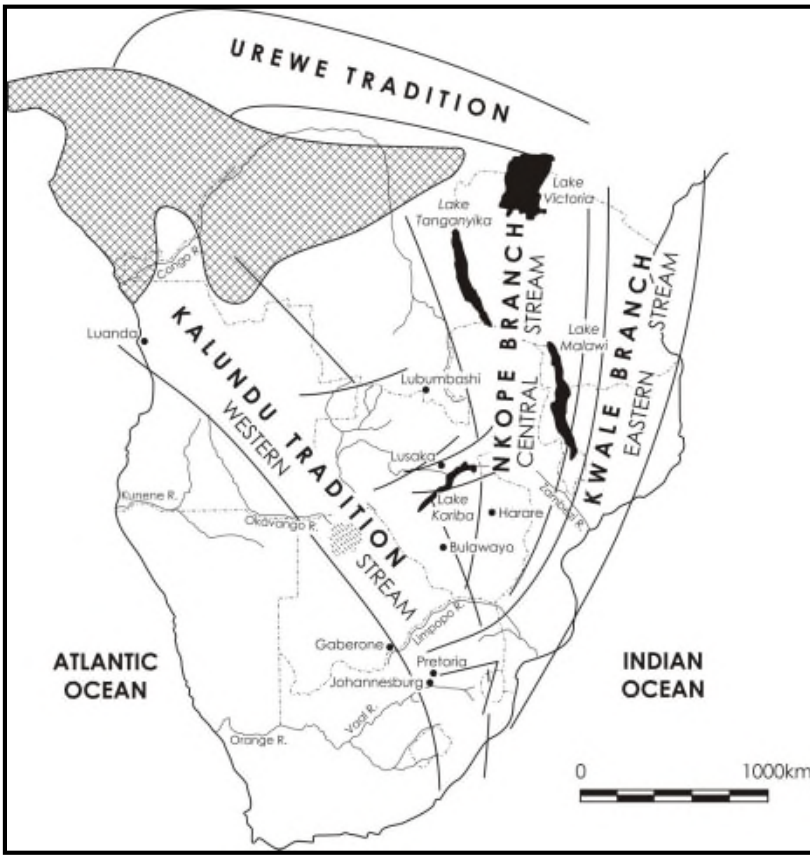 UREWE TRADITION
Lake
Victoria
Lake
Tanganyika
Congo R.
NKOPE BRANCH
CENTRAL STREAM
KWALE BRANCH
EASTERN STREAM
Luanda
KALUNDU TRADITION
WESTERN STREAM
Lake
Malawi
Lubumbashi
Lusaka
Kunene R.
Okavango R.
Lake
Kariba
Zambezi R.
Harare
Bulawayo
Limpopo R.
Gaberone
ATLANTIC
OCEAN
Pretoria
Johannesburg
INDIAN
OCEAN
Vaal R.
Orange R.
0 1000km